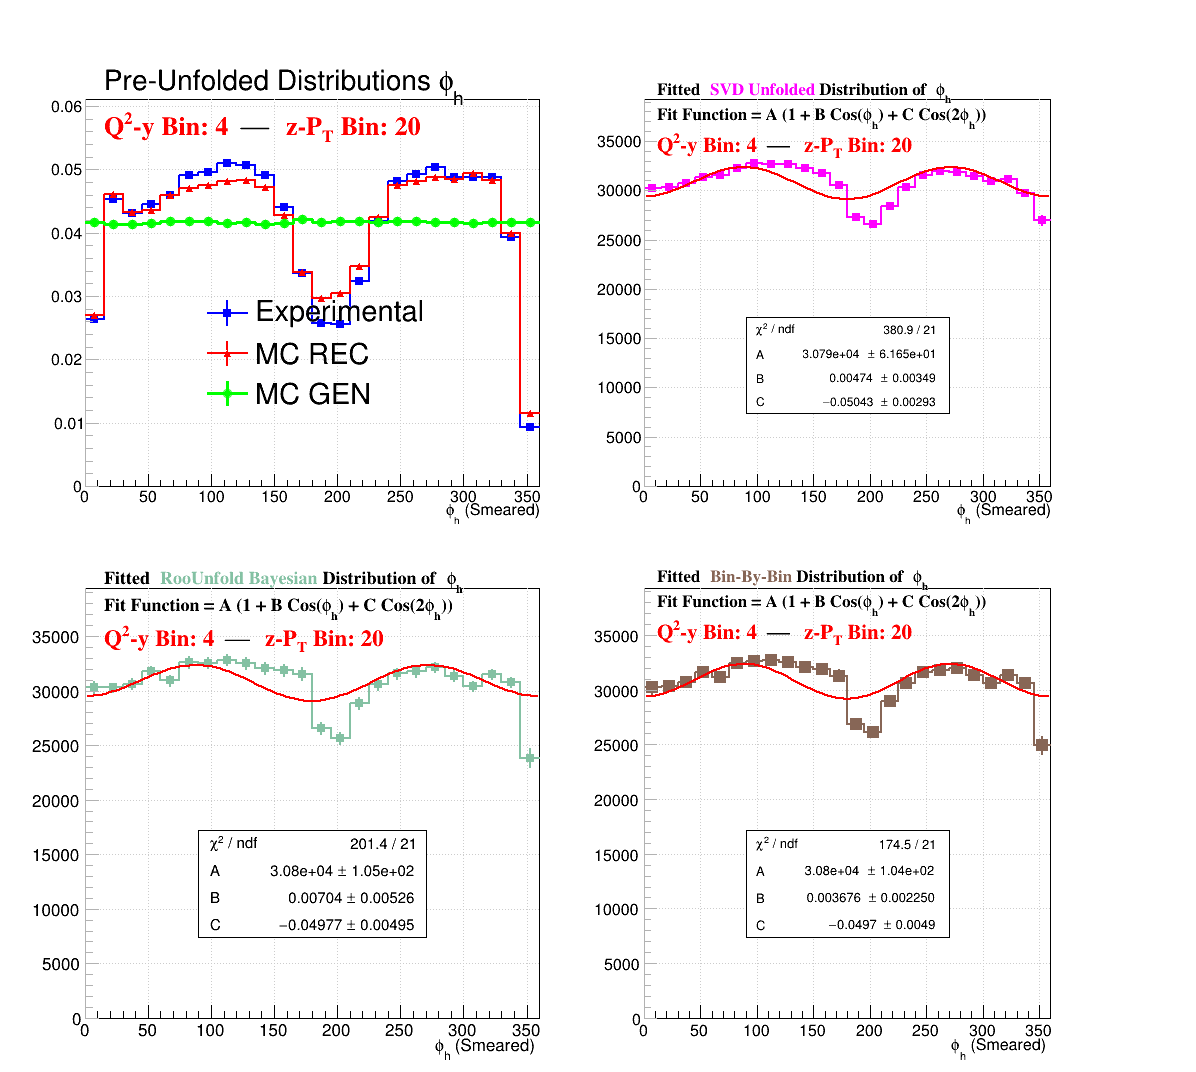 Pre-Unfolded Distributions ϕh
Q²-y Bin: 4 — z-PT Bin: 20
0.06
0.05
0.04
0.03
0.02
0.01
0
Experimental
MC REC
MC GEN
0 50 100 150 200 250 300 350
ϕh (Smeared)
Fitted SVD Unfolded Distribution of ϕh
Fit Function = A (1 + B Cos(ϕh) + C Cos(2ϕh))
Q²-y Bin: 4 — z-PT Bin: 20
35000
30000
25000
20000
15000
10000
5000
0
χ² / ndf 380.9 / 21
A 3.079e+04 ± 6.165e+01
B 0.00474 ± 0.00349
C −0.05043 ± 0.00293
0 50 100 150 200 250 300 350
ϕh (Smeared)
Fitted RooUnfold Bayesian Distribution of ϕh
Fit Function = A (1 + B Cos(ϕh) + C Cos(2ϕh))
Q²-y Bin: 4 — z-PT Bin: 20
35000
30000
25000
20000
15000
10000
5000
0
χ² / ndf 201.4 / 21
A 3.08e+04 ± 1.05e+02
B 0.00704 ± 0.00526
C −0.04977 ± 0.00495
0 50 100 150 200 250 300 350
ϕh (Smeared)
Fitted Bin-By-Bin Distribution of ϕh
Fit Function = A (1 + B Cos(ϕh) + C Cos(2ϕh))
Q²-y Bin: 4 — z-PT Bin: 20
35000
30000
25000
20000
15000
10000
5000
0
χ² / ndf 174.5 / 21
A 3.08e+04 ± 1.04e+02
B 0.003676 ± 0.002250
C −0.0497 ± 0.0049
0 50 100 150 200 250 300 350
ϕh (Smeared)